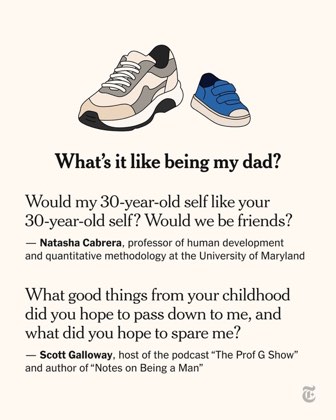 What’s it like being my dad?
Would my 30-year-old self like your
30-year-old self? Would we be friends?
— Natasha Cabrera, professor of human development
and quantitative methodology at the University of Maryland
What good things from your childhood
did you hope to pass down to me, and
what did you hope to spare me?
— Scott Galloway, host of the podcast “The Prof G Show”
and author of “Notes on Being a Man”
T